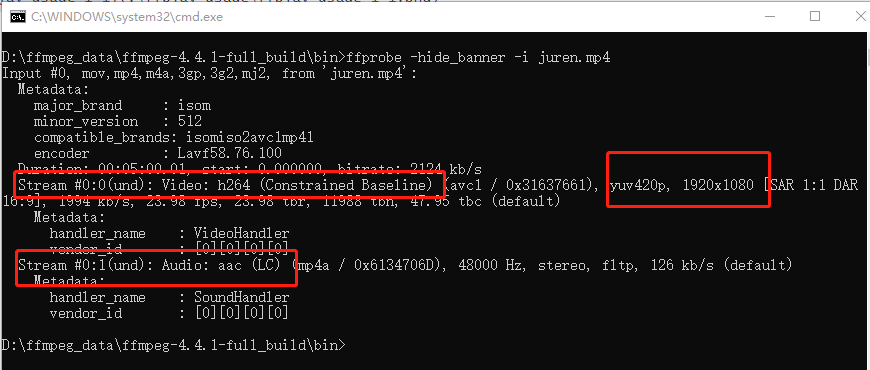 C:\WINDOWS\system32\cmd.exe
D:\ffmpeg_data\ffmpeg-4.4.1-full_build\bin>ffprobe -hide_banner -i juren.mp4
Input #0, mov,mp4,m4a,3gp,3g2,mj2, from 'juren.mp4':
Metadata:
major_brand : isom
minor_version : 512
compatible_brands: isomiso2avc1mp41
encoder : Lavf58.76.100
Duration: 00:05:00.01, start: 0.000000, bitrate: 2124 kb/s
Stream #0:0(und): Video: h264 (Constrained Baseline) (avc1 / 0x31637661), yuv420p, 1920x1080 [SAR 1:1 DAR
16:9], 1994 kb/s, 23.98 fps, 23.98 tbr, 11988 tbn, 47.95 tbc (default)
Metadata:
handler_name : VideoHandler
vendor_id : [0][0][0][0]
Stream #0:1(und): Audio: aac (LC) (mp4a / 0x6134706D), 48000 Hz, stereo, fltp, 126 kb/s (default)
Metadata:
handler_name : SoundHandler
vendor_id : [0][0][0][0]
D:\ffmpeg_data\ffmpeg-4.4.1-full_build\bin>